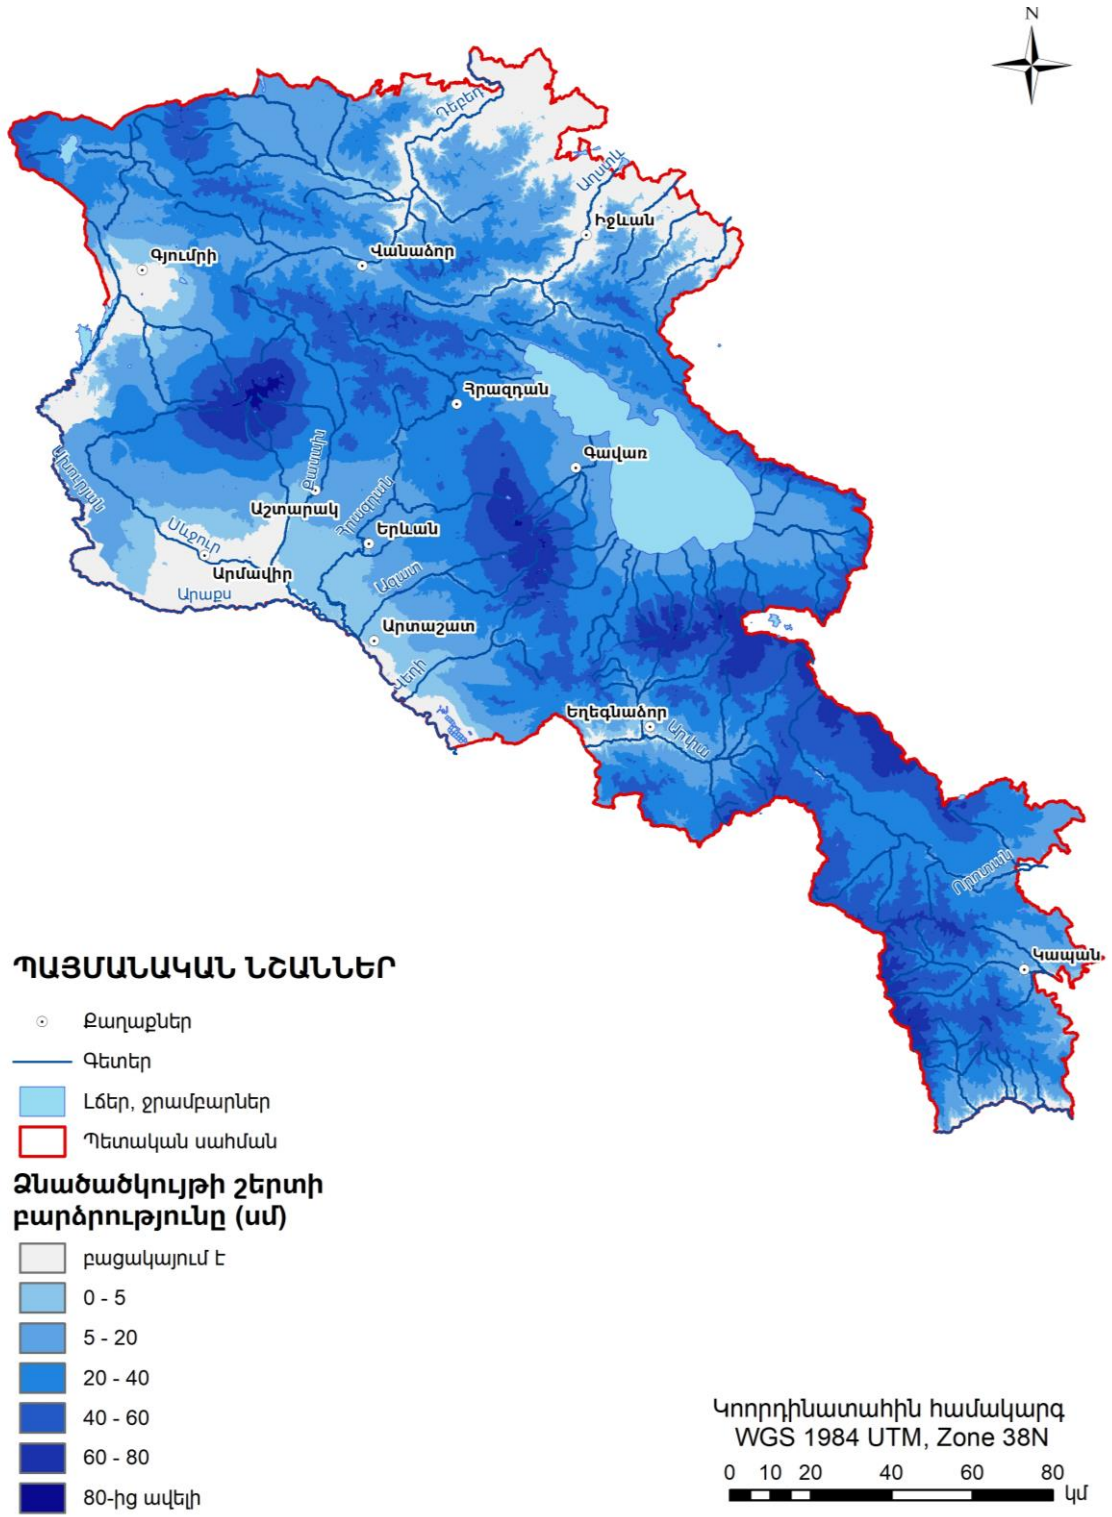 N
Դեբեդ
Աղստև
Իջևան
Գյումրի
Վանաձոր
Հրազդան
Գավառ
Ախուրյան
Քասախ
Աշտարակ
Հրազդան
Երևան
Մեծամոր
Արմավիր
Ազատ
Արաքս
Արտաշատ
Վեդի
Եղեգնաձոր
Արփա
Որոտան
Կապան
ՊԱՅՄԱՆԱԿԱՆ ՆՇԱՆՆԵՐ
Քաղաքներ
Գետեր
Լճեր, ջրամբարներ
Պետական սահման
Ձնածածկույթի շերտի
բարձրությունը (սմ)
բացակայում է
0 - 5
5 - 20
20 - 40
40 - 60
60 - 80
80-ից ավելի
Կոորդինատային համակարգ
WGS 1984 UTM, Zone 38N
0 10 20 40 60 80
կմ